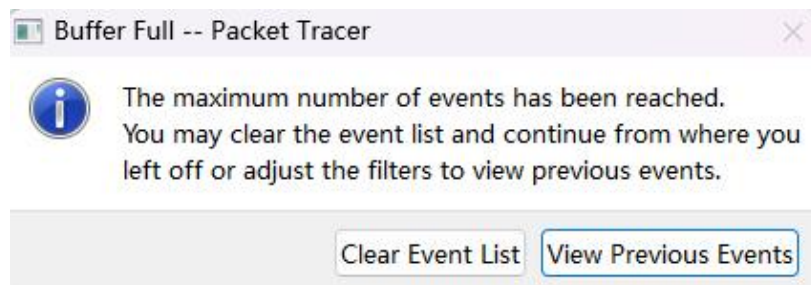 Buffer Full -- Packet Tracer
The maximum number of events has been reached.
You may clear the event list and continue from where you
left off or adjust the filters to view previous events.
Clear Event List View Previous Events